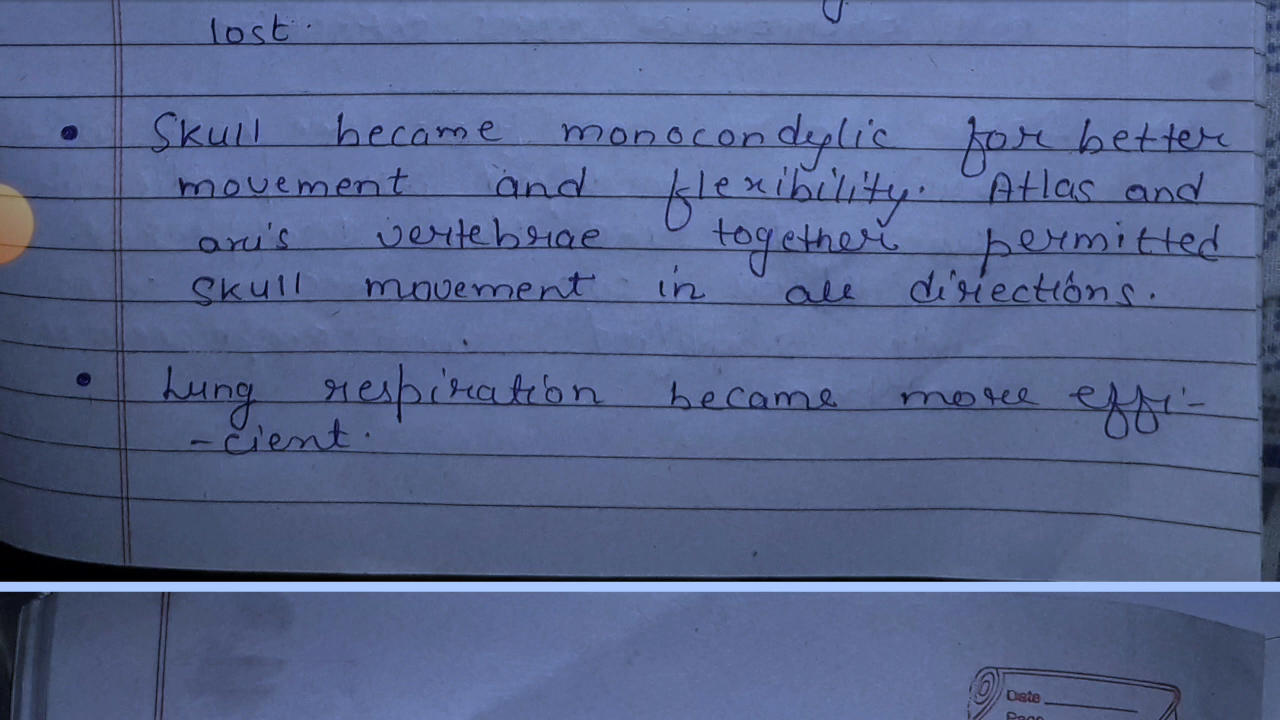 lost.
• Skull became monocondylic for better
movement and flexibility. Atlas and
axis vertebrae together permitted
skull movement in all directions.
• Lung respiration became more effi-
-cient.
Date
Page